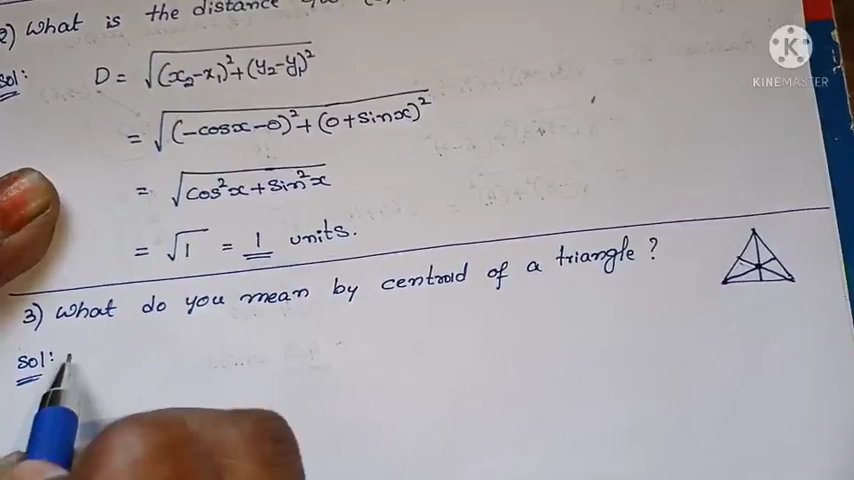 2) What is the distance
Sol: D = √(x₂-x₁)²+(y₂-y₁)²
= √(-cosx-0)²+(0+sinx)²
= √cos²x+sin²x
= √1 = 1 units.
3) What do you mean by centroid of a triangle ?
Sol:
KINEMASTER